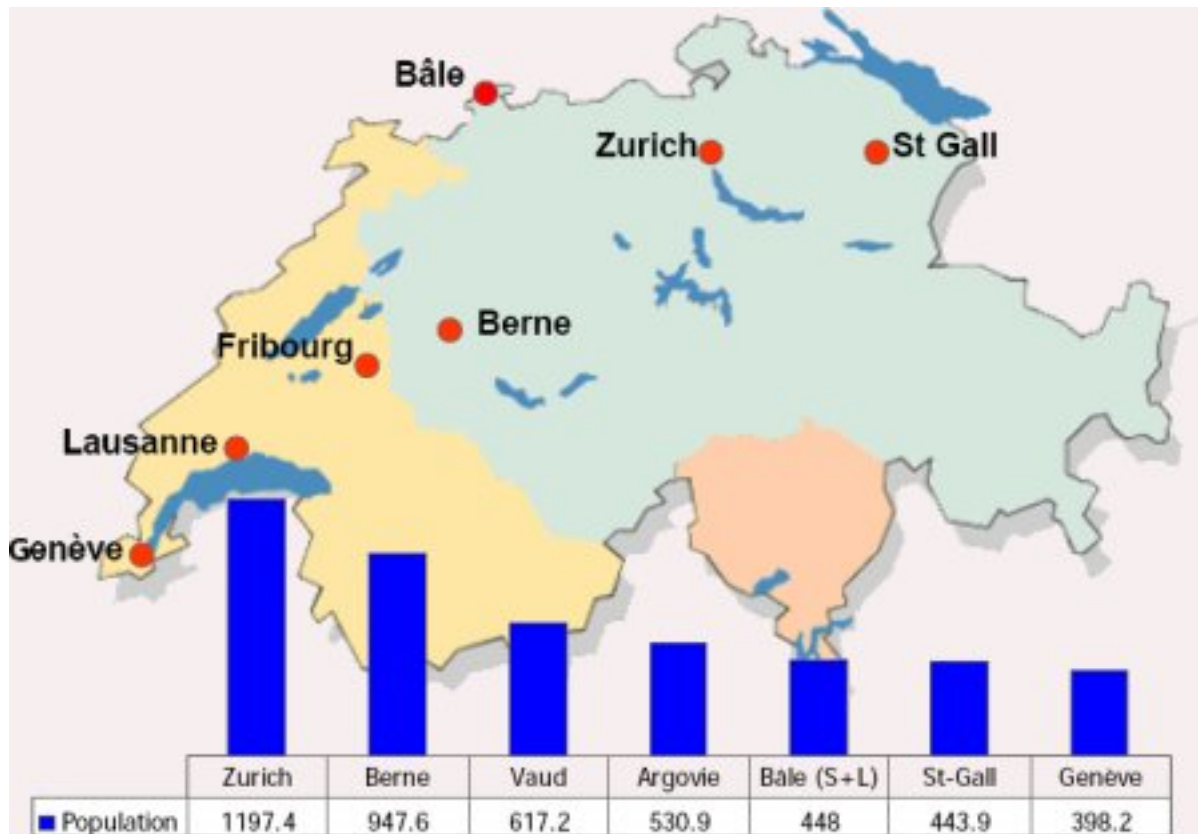 Bâle
Zurich
St Gall
Berne
Fribourg
Lausanne
Genève
Zurich Berne Vaud Argovie Bâle (S+L) St-Gall Genève
Population 1197.4 947.6 617.2 530.9 448 443.9 398.2